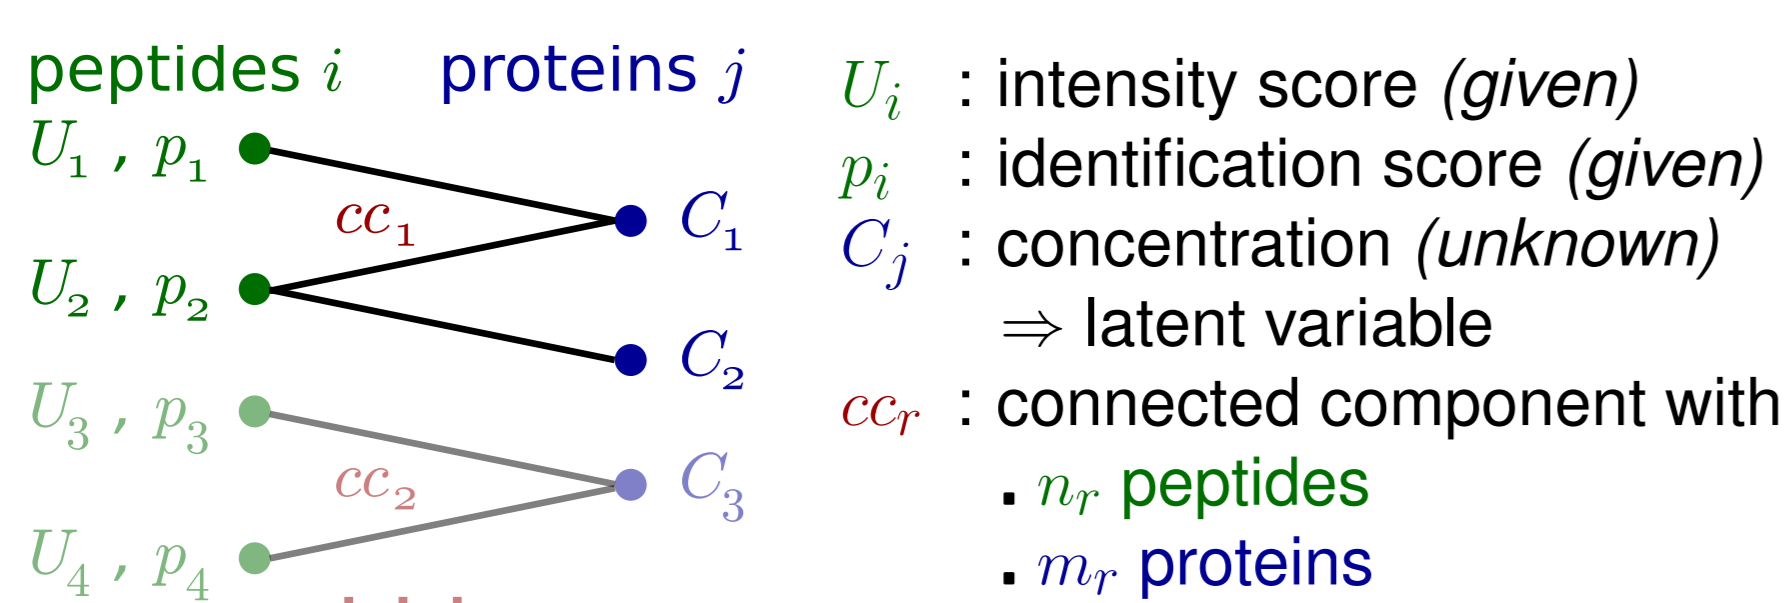 peptides i
proteins j
U₁ , p₁
cc₁
C₁
U₂ , p₂
C₂
U₃ , p₃
cc₂
C₃
U₄ , p₄
Uᵢ : intensity score (given)
pᵢ : identification score (given)
Cⱼ : concentration (unknown)
⇒ latent variable
ccᵣ : connected component with
. nᵣ peptides
. mᵣ proteins